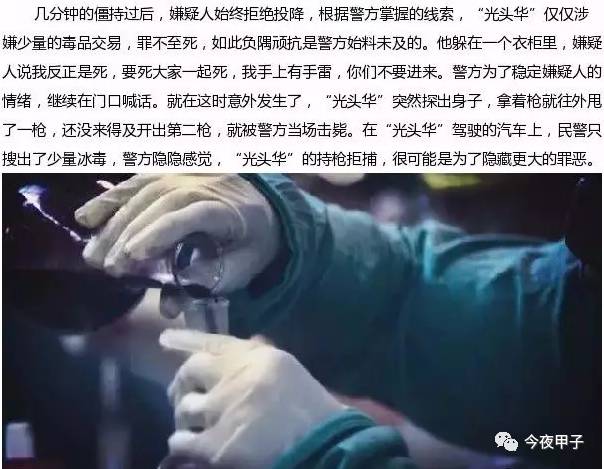 几分钟的僵持过后，嫌疑人始终拒绝投降，根据警方掌握的线索，“光头华”仅仅涉
嫌少量的毒品交易，罪不至死，如此负隅顽抗是警方始料未及的。他躲在一个衣柜里，嫌疑
人说我反正是死，要死大家一起死，我手上有手雷，你们不要进来。警方为了稳定嫌疑人的
情绪，继续在门口喊话。就在这时意外发生了，“光头华”突然探出身子，拿着枪就往外甩
了一枪，还没来得及开出第二枪，就被警方当场击毙。在“光头华”驾驶的汽车上，民警只
搜出了少量冰毒，警方隐隐感觉，“光头华”的持枪拒捕，很可能是为了隐藏更大的罪恶。
今夜甲子